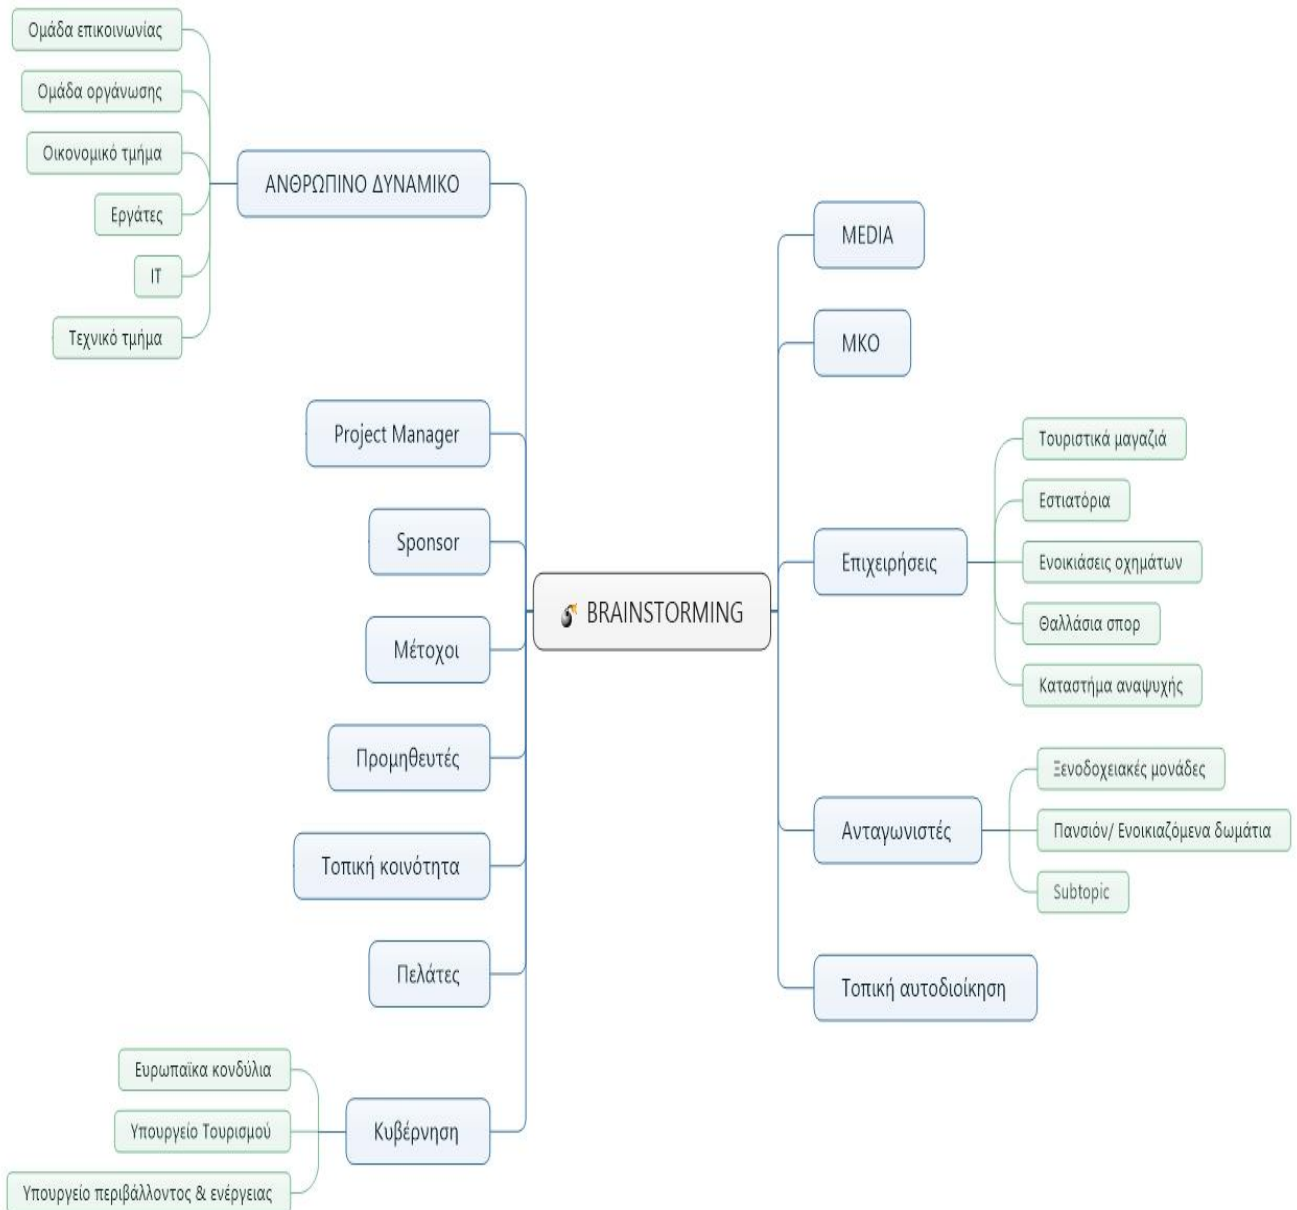 Ομάδα επικοινωνίας
Ομάδα οργάνωσης
Οικονομικό τμήμα
Εργάτες
IT
Τεχνικό τμήμα
ΑΝΘΡΩΠΙΝΟ ΔΥΝΑΜΙΚΟ
Project Manager
Sponsor
Μέτοχοι
Προμηθευτές
Τοπική κοινότητα
Πελάτες
Ευρωπαϊκα κονδύλια
Υπουργείο Τουρισμού
Υπουργείο περιβάλλοντος & ενέργειας
Κυβέρνηση
BRAINSTORMING
MEDIA
ΜΚΟ
Επιχειρήσεις
Τουριστικά μαγαζιά
Εστιατόρια
Ενοικιάσεις οχημάτων
Θαλλάσια σπορ
Καταστήμα αναψυχής
Ανταγωνιστές
Ξενοδοχειακές μονάδες
Πανσιόν/ Ενοικιαζόμενα δωμάτια
Subtopic
Τοπική αυτοδιοίκηση